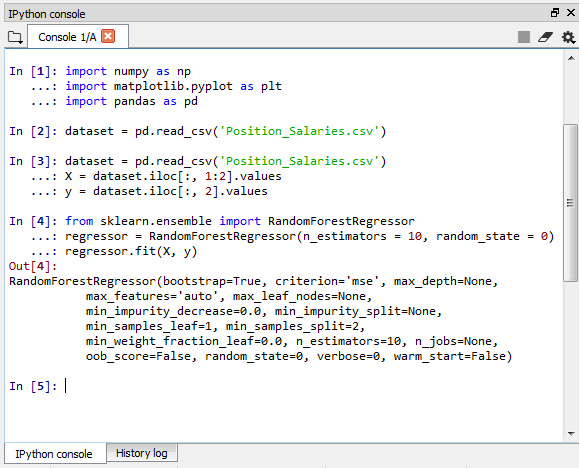 IPython console
Console 1/A
In [1]: import numpy as np
...: import matplotlib.pyplot as plt
...: import pandas as pd
In [2]: dataset = pd.read_csv('Position_Salaries.csv')
In [3]: dataset = pd.read_csv('Position_Salaries.csv')
...: X = dataset.iloc[:, 1:2].values
...: y = dataset.iloc[:, 2].values
In [4]: from sklearn.ensemble import RandomForestRegressor
...: regressor = RandomForestRegressor(n_estimators = 10, random_state = 0)
...: regressor.fit(X, y)
Out[4]:
RandomForestRegressor(bootstrap=True, criterion='mse', max_depth=None,
max_features='auto', max_leaf_nodes=None,
min_impurity_decrease=0.0, min_impurity_split=None,
min_samples_leaf=1, min_samples_split=2,
min_weight_fraction_leaf=0.0, n_estimators=10, n_jobs=None,
oob_score=False, random_state=0, verbose=0, warm_start=False)
In [5]:
IPython console History log